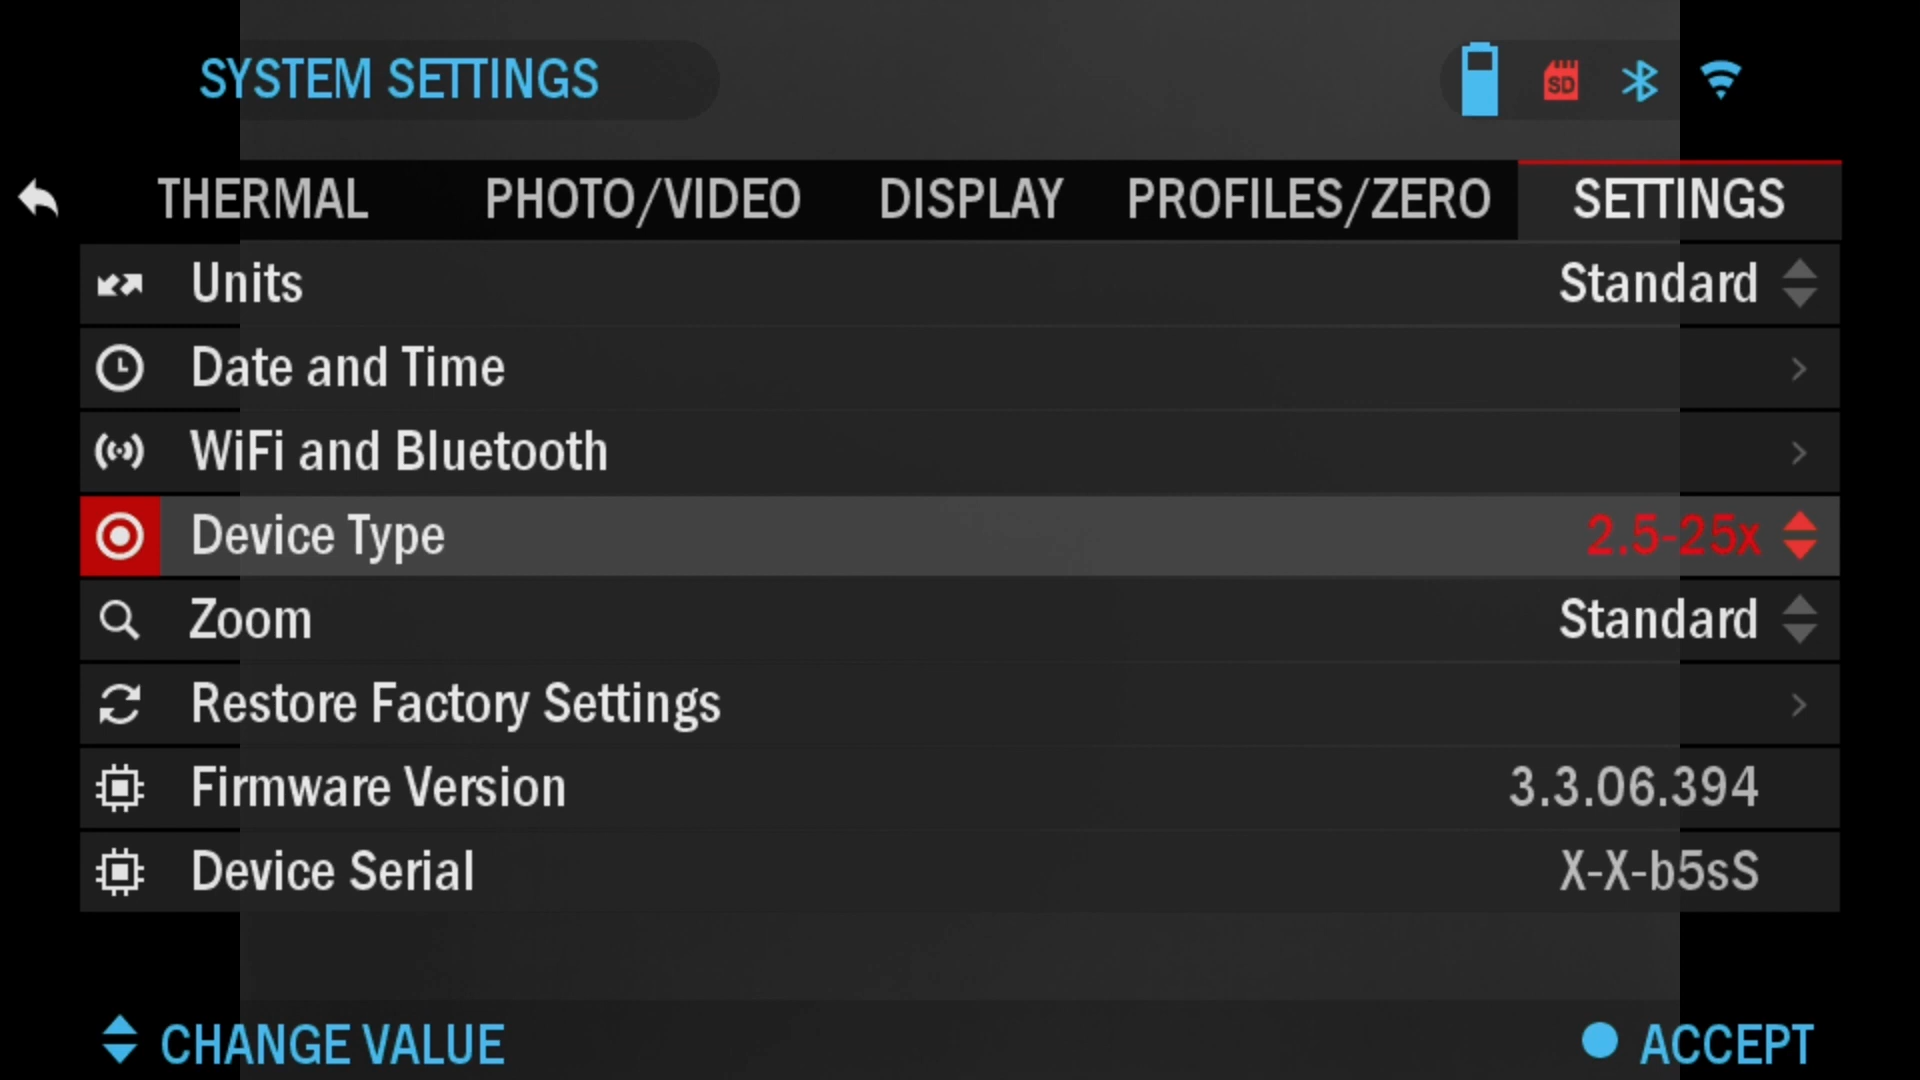 SYSTEM SETTINGS
SD
THERMAL PHOTO/VIDEO DISPLAY PROFILES/ZERO SETTINGS
Units Standard
Date and Time
WiFi and Bluetooth
Device Type 2.5-25x
Zoom Standard
Restore Factory Settings
Firmware Version 3.3.06.394
Device Serial X-X-b5sS
CHANGE VALUE ACCEPT